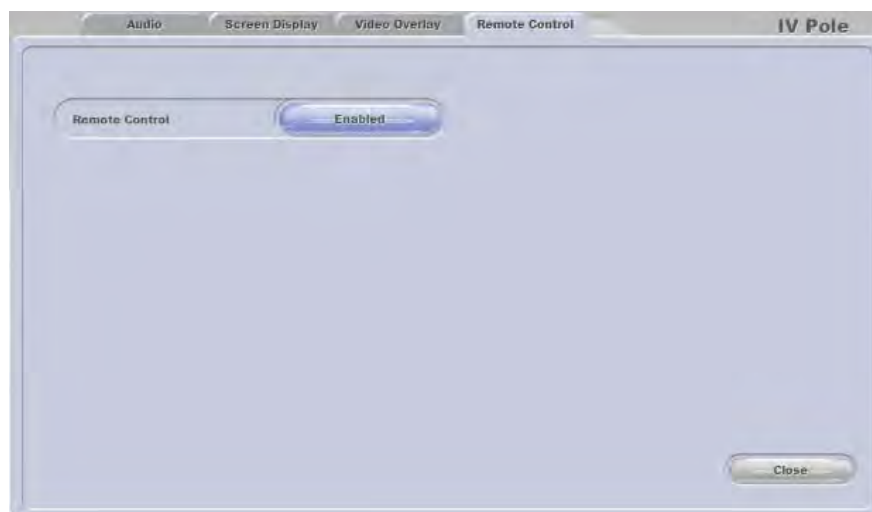 Audio Screen Display Video Overlay Remote Control IV Pole
Remote Control Enabled
Close